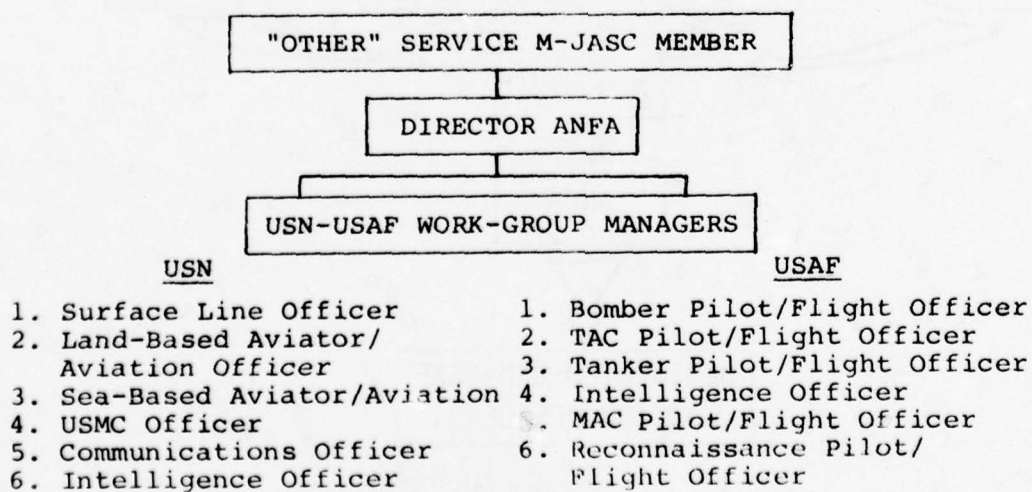 "OTHER" SERVICE M-JASC MEMBER
DIRECTOR ANFA
USN-USAF WORK-GROUP MANAGERS
USN
1. Surface Line Officer
2. Land-Based Aviator/
Aviation Officer
3. Sea-Based Aviator/Aviation
4. USMC Officer
5. Communications Officer
6. Intelligence Officer
USAF
1. Bomber Pilot/Flight Officer
2. TAC Pilot/Flight Officer
3. Tanker Pilot/Flight Officer
4. Intelligence Officer
5. MAC Pilot/Flight Officer
6. Reconnaissance Pilot/
Flight Officer